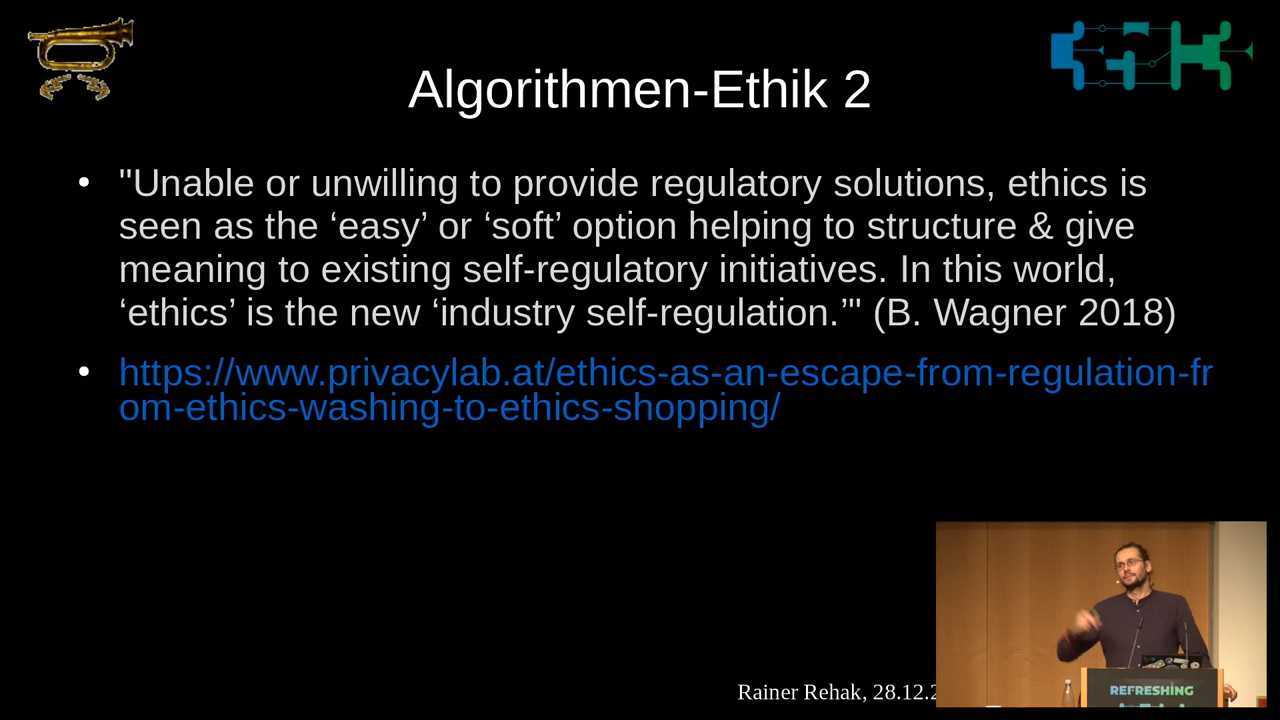 Algorithmen-Ethik 2
"Unable or unwilling to provide regulatory solutions, ethics is
seen as the ‘easy’ or ‘soft’ option helping to structure & give
meaning to existing self-regulatory initiatives. In this world,
‘ethics’ is the new ‘industry self-regulation.’" (B. Wagner 2018)
https://www.privacylab.at/ethics-as-an-escape-from-regulation-fr
om-ethics-washing-to-ethics-shopping/
Rainer Rehak, 28.12.2
REFRESHING